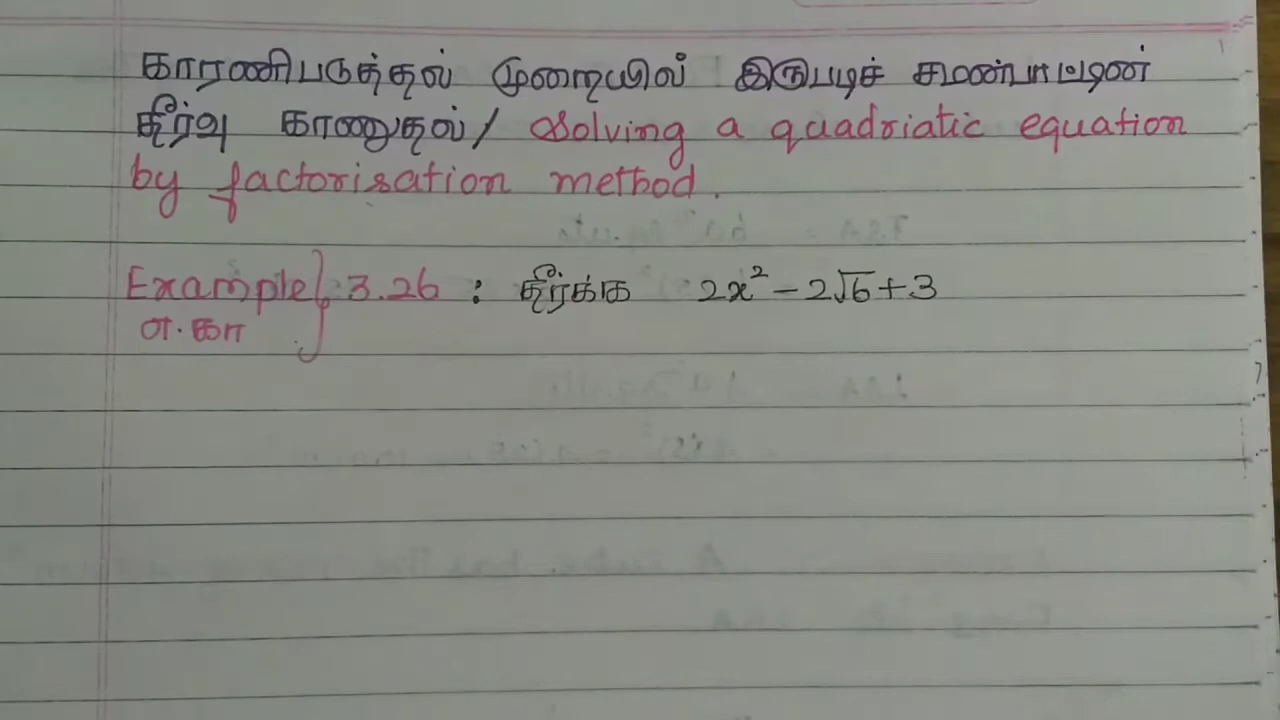 காரணிபடுத்தல் முறையில் இருபடிச் சமண்பாட்டின்
தீர்வு காணுதல் / Solving a quadriatic equation
by factorisation method.
Example 3.26 : தீர்க்க 2x² - 2√6 + 3
எ.கா